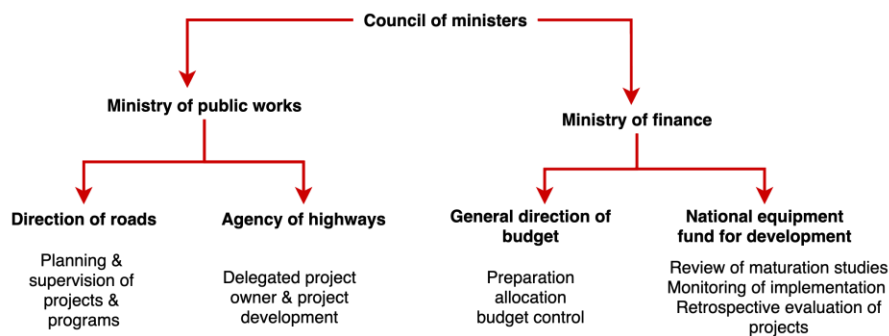 Council of ministers
Ministry of public works
Ministry of finance
Direction of roads
Planning &
supervision of
projects &
programs
Agency of highways
Delegated project
owner & project
development
General direction of
budget
Preparation
allocation
budget control
National equipment
fund for development
Review of maturation studies
Monitoring of implementation
Retrospective evaluation of
projects